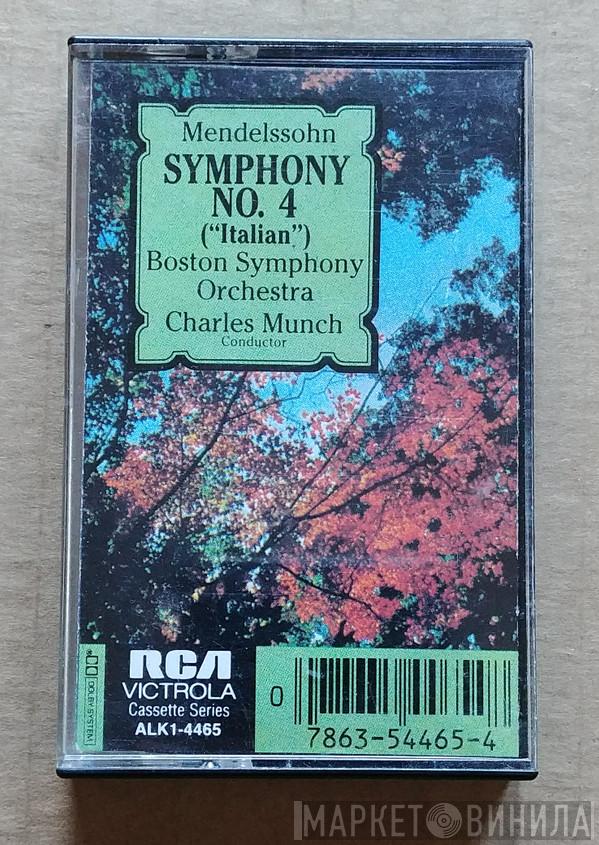 Mendelssohn
SYMPHONY
NO. 4
("Italian")
Boston Symphony
Orchestra
Charles Munch
Conductor
DOLBY SYSTEM®
RCA
VICTROLA
Cassette Series
ALK1-4465
0 7863-54465-4
МАРКЕТ ВИНИЛА